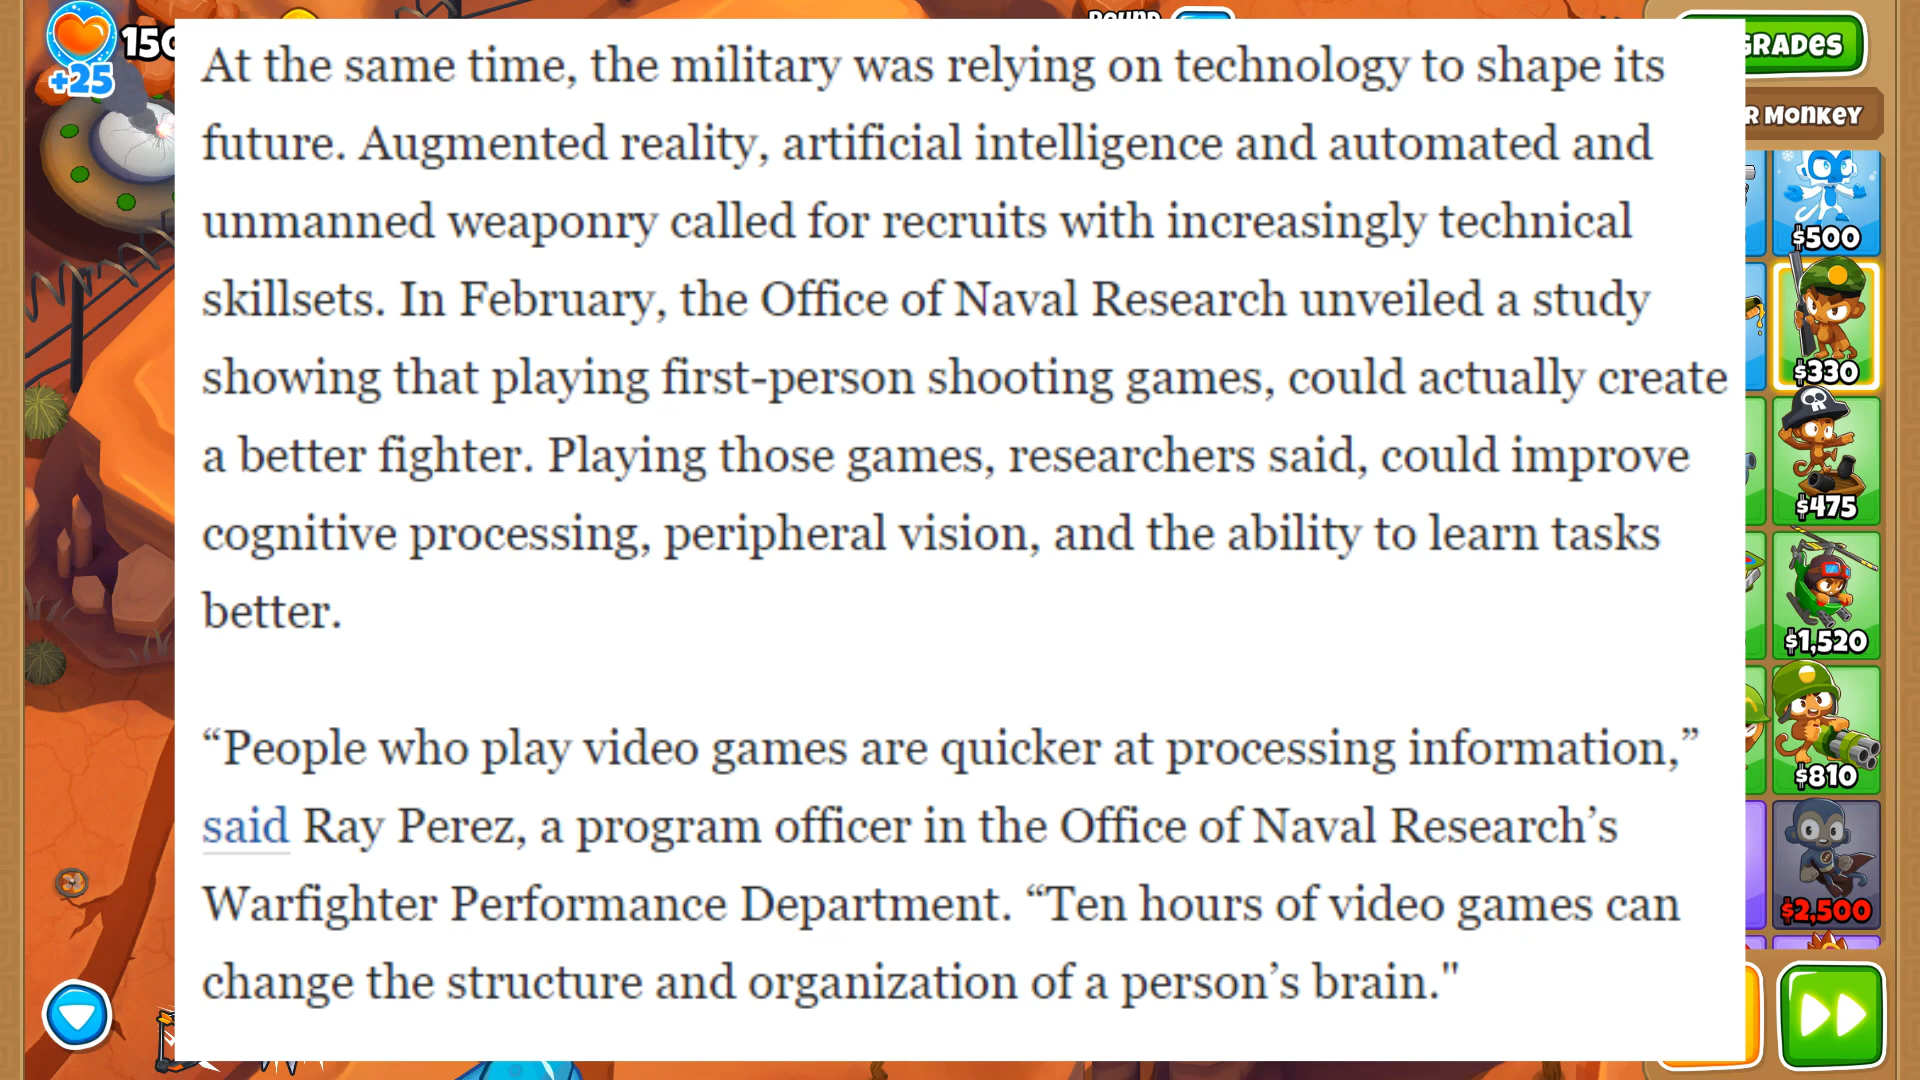 150
+25
ROUND
GRADES
R MONKEY
At the same time, the military was relying on technology to shape its
future. Augmented reality, artificial intelligence and automated and
unmanned weaponry called for recruits with increasingly technical
skillsets. In February, the Office of Naval Research unveiled a study
showing that playing first-person shooting games, could actually create
a better fighter. Playing those games, researchers said, could improve
cognitive processing, peripheral vision, and the ability to learn tasks
better.
“People who play video games are quicker at processing information,”
said Ray Perez, a program officer in the Office of Naval Research’s
Warfighter Performance Department. “Ten hours of video games can
change the structure and organization of a person’s brain."
$500
$330
$475
$1,520
$810
$2,500